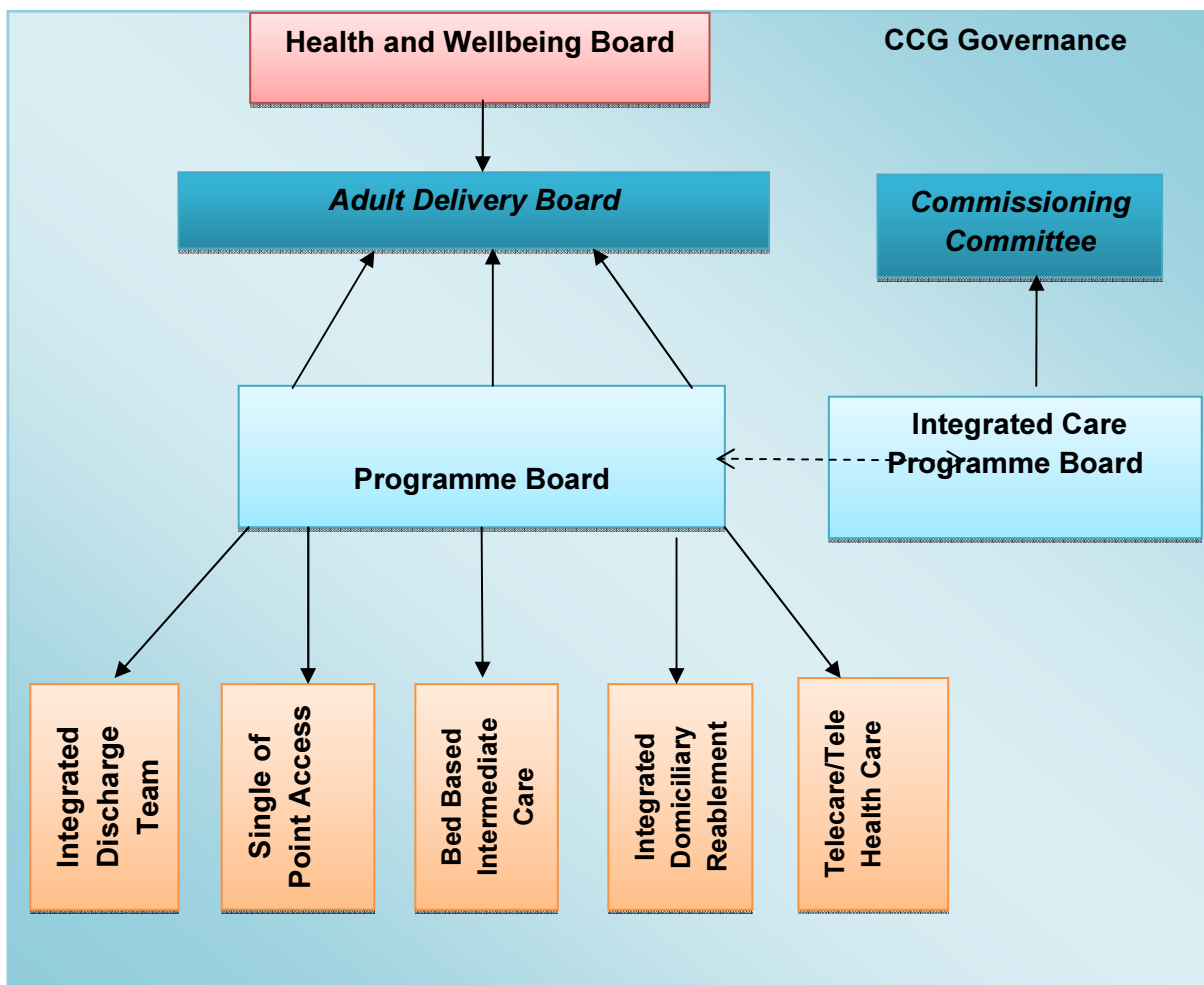 Health and Wellbeing Board
CCG Governance
Adult Delivery Board
Commissioning
Committee
Programme Board
Integrated Care
Programme Board
Integrated
Discharge
Team
Single of
Point Access
Bed Based
Intermediate
Care
Integrated
Domiciliary
Reablement
Telecare/Tele
Health Care